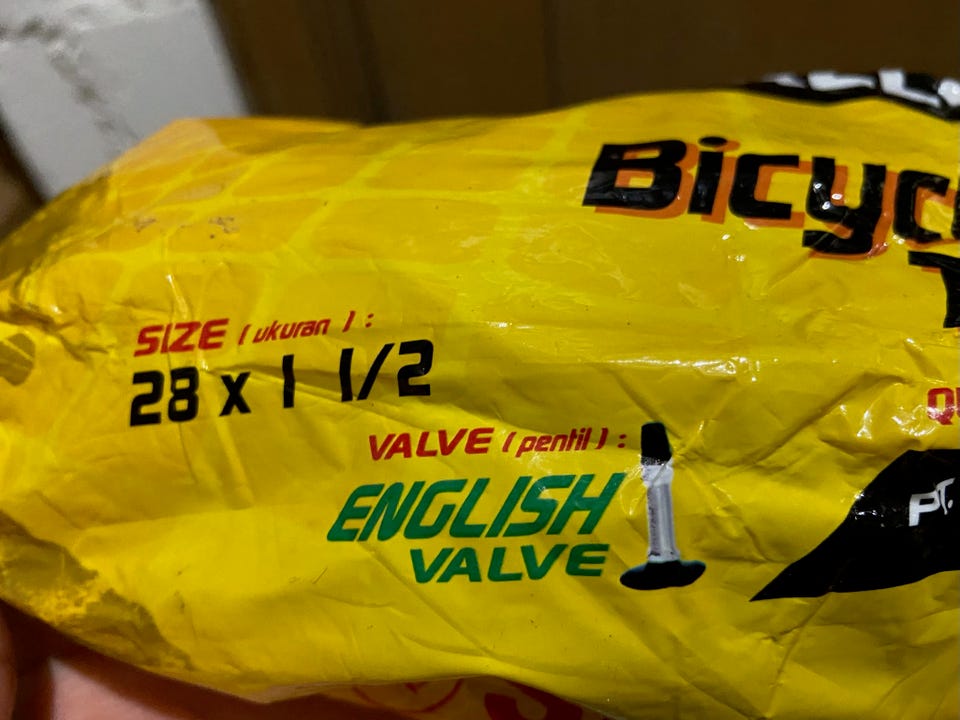 Bicyc
SIZE ( ukuran ) :
28 x 1 1/2
VALVE ( pentil ) :
ENGLISH
VALVE
PT.